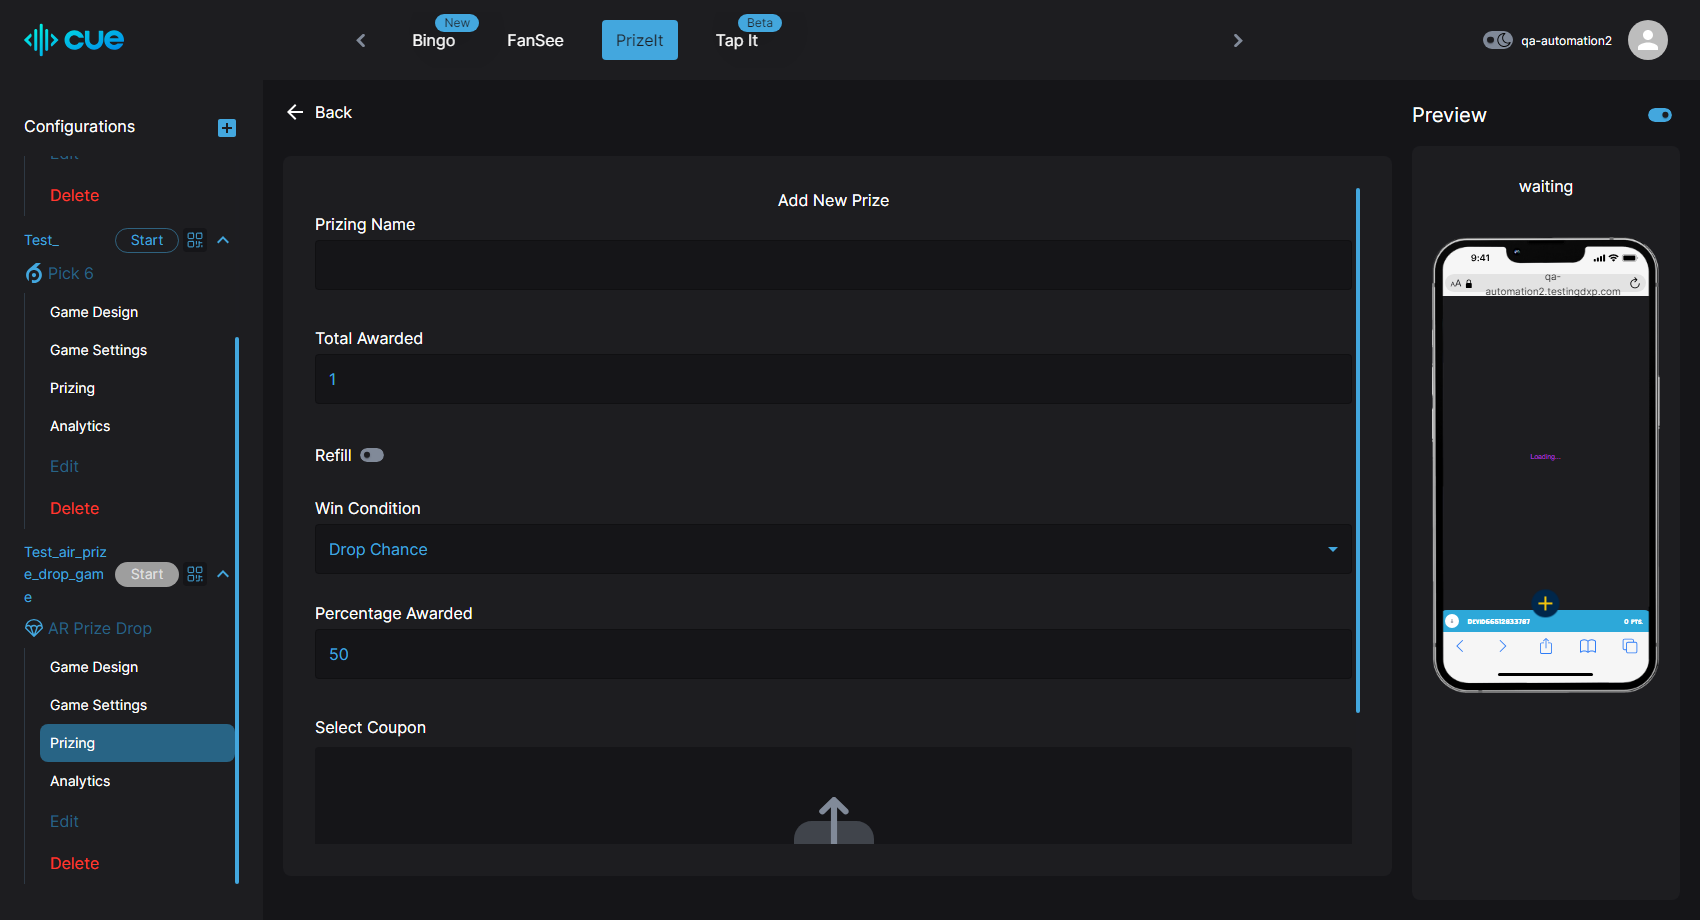 cue
New
Bingo
FanSee
PrizeIt
Beta
Tap It
qa-automation2
Configurations
Edit
Delete
Test_
Start
Pick 6
Game Design
Game Settings
Prizing
Analytics
Edit
Delete
Test_air_priz
e_drop_gam
e
Start
AR Prize Drop
Game Design
Game Settings
Prizing
Analytics
Edit
Delete
Back
Add New Prize
Prizing Name
Total Awarded
1
Refill
Win Condition
Drop Chance
Percentage Awarded
50
Select Coupon
Preview
waiting
9:41
AA
qa-
automation2.testingdxp.com
Loading...
0 PTS.